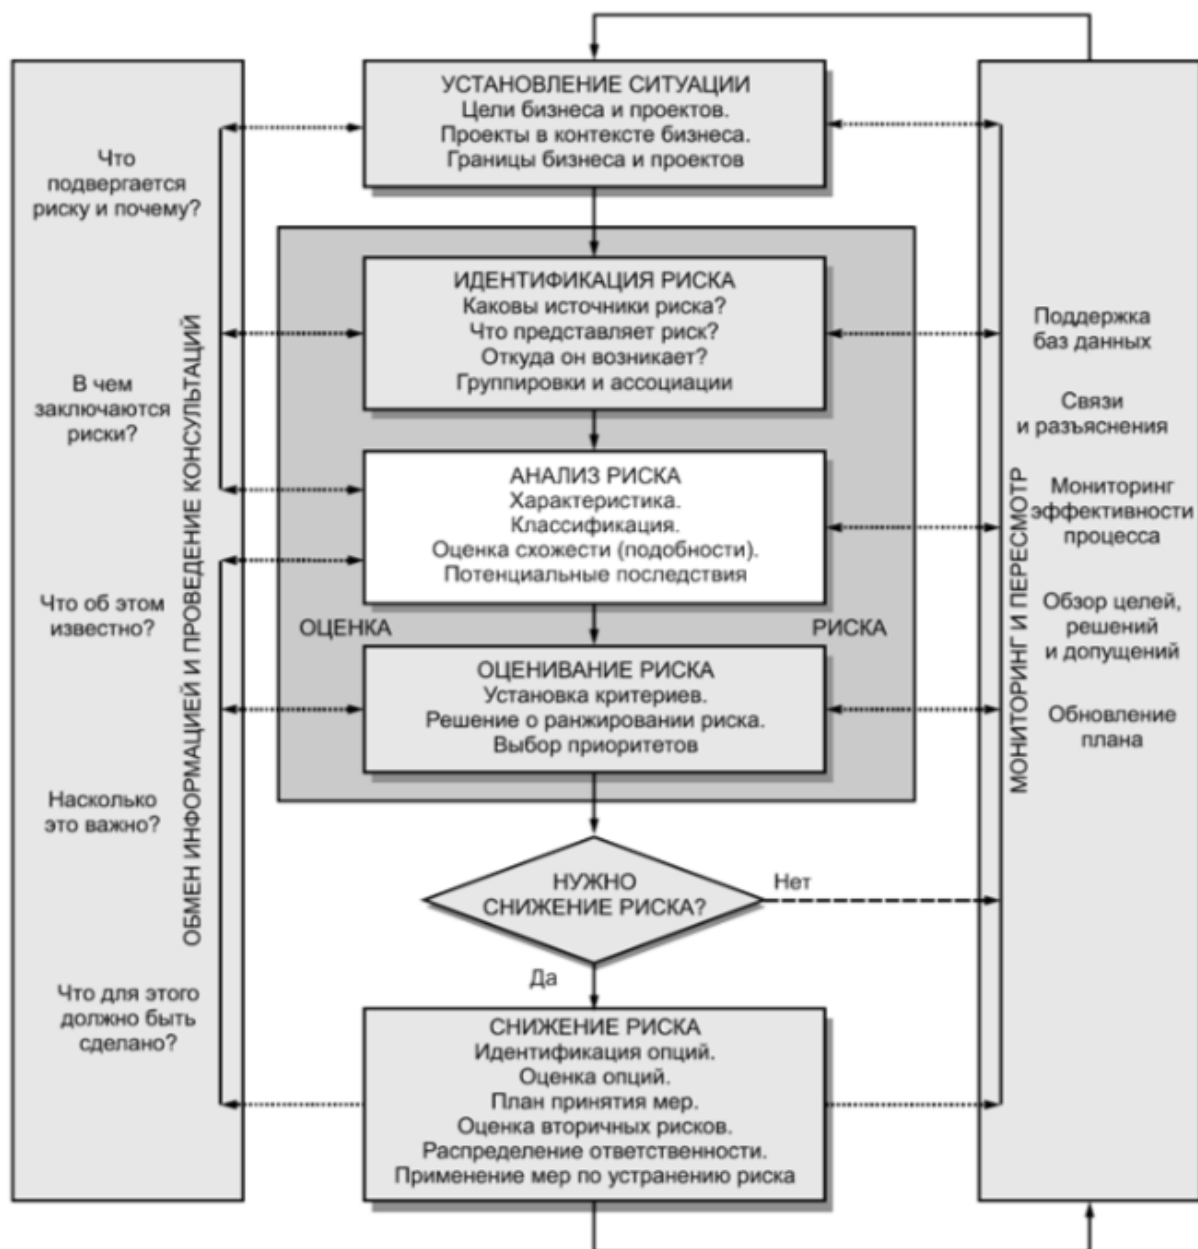 УСТАНОВЛЕНИЕ СИТУАЦИИ
Цели бизнеса и проектов.
Проекты в контексте бизнеса.
Границы бизнеса и проектов
Что
подвергается
риску и почему?
В чем
заключаются
риски?
Что об этом
известно?
Насколько
это важно?
Что для этого
должно быть
сделано?
ОБМЕН ИНФОРМАЦИЕЙ И ПРОВЕДЕНИЕ КОНСУЛЬТАЦИЙ
ИДЕНТИФИКАЦИЯ РИСКА
Каковы источники риска?
Что представляет риск?
Откуда он возникает?
Группировки и ассоциации
АНАЛИЗ РИСКА
Характеристика.
Классификация.
Оценка схожести (подобности).
Потенциальные последствия
ОЦЕНКА РИСКА
ОЦЕНИВАНИЕ РИСКА
Установка критериев.
Решение о ранжировании риска.
Выбор приоритетов
НУЖНО
СНИЖЕНИЕ РИСКА?
Нет
Да
СНИЖЕНИЕ РИСКА
Идентификация опций.
Оценка опций.
План принятия мер.
Оценка вторичных рисков.
Распределение ответственности.
Применение мер по устранению риска
МОНИТОРИНГ И ПЕРЕСМОТР
Поддержка
баз данных
Связи
и разъяснения
Мониторинг
эффективности
процесса
Обзор целей,
решений
и допущений
Обновление
плана